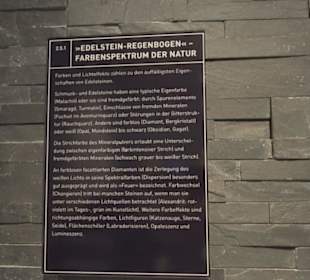 2.5.1
»EDELSTEIN-REGENBOGEN« –
FARBENSPEKTRUM DER NATUR
Farben und Lichteffekte zählen zu den auffälligsten Eigen-
schaften von Edelsteinen.
Schmuck- und Edelsteine haben eine typische Eigenfarbe
(Malachit) oder sie sind fremdgefärbt: durch Spurenelemente
(Smaragd, Turmalin), Einschlüsse von fremden Mineralen
(Fuchsit im Aventurinquarz) oder Störungen in der Gitterstruk-
tur (Rauchquarz). Andere sind farblos (Diamant, Bergkristall)
oder weiß (Opal, Mondstein) bis schwarz (Obsidian, Gagat).
Die Strichfarbe des Mineralpulvers erlaubt eine Unterschei-
dung zwischen eigenfarbigen (farbintensiver Strich) und
fremdgefärbten Mineralen (schwach grauer bis weißer Strich).
An farblosen facettierten Diamanten ist die Zerlegung des
weißen Lichts in seine Spektralfarben (Dispersion) besonders
gut ausgeprägt und wird als »Feuer« bezeichnet. Farbwechsel
(Changieren) tritt bei manchen Steinen auf, wenn man sie
unter verschiedenen Lichtquellen betrachtet (Alexandrit: rot-
violett im Tages-, grün im Kunstlicht). Weitere Farbeffekte sind
richtungsabhängige Farben, Lichtfiguren (Katzenauge, Sterne,
Seide), Flächenschiller (Labradorisieren), Opaleszenz und
Lumineszenz.